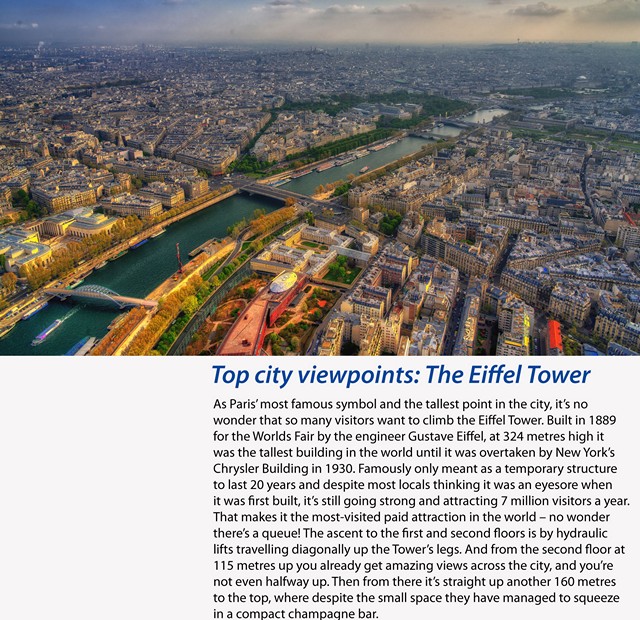 Top city viewpoints: The Eiffel Tower
As Paris' most famous symbol and the tallest point in the city, it's no
wonder that so many visitors want to climb the Eiffel Tower. Built in 1889
for the Worlds Fair by the engineer Gustave Eiffel, at 324 metres high it
was the tallest building in the world until it was overtaken by New York's
Chrysler Building in 1930. Famously only meant as a temporary structure
to last 20 years and despite most locals thinking it was an eyesore when
it was first built, it's still going strong and attracting 7 million visitors a year.
That makes it the most-visited paid attraction in the world – no wonder
there's a queue! The ascent to the first and second floors is by hydraulic
lifts travelling diagonally up the Tower's legs. And from the second floor at
115 metres up you already get amazing views across the city, and you're
not even halfway up. Then from there it's straight up another 160 metres
to the top, where despite the small space they have managed to squeeze
in a compact champagne bar.